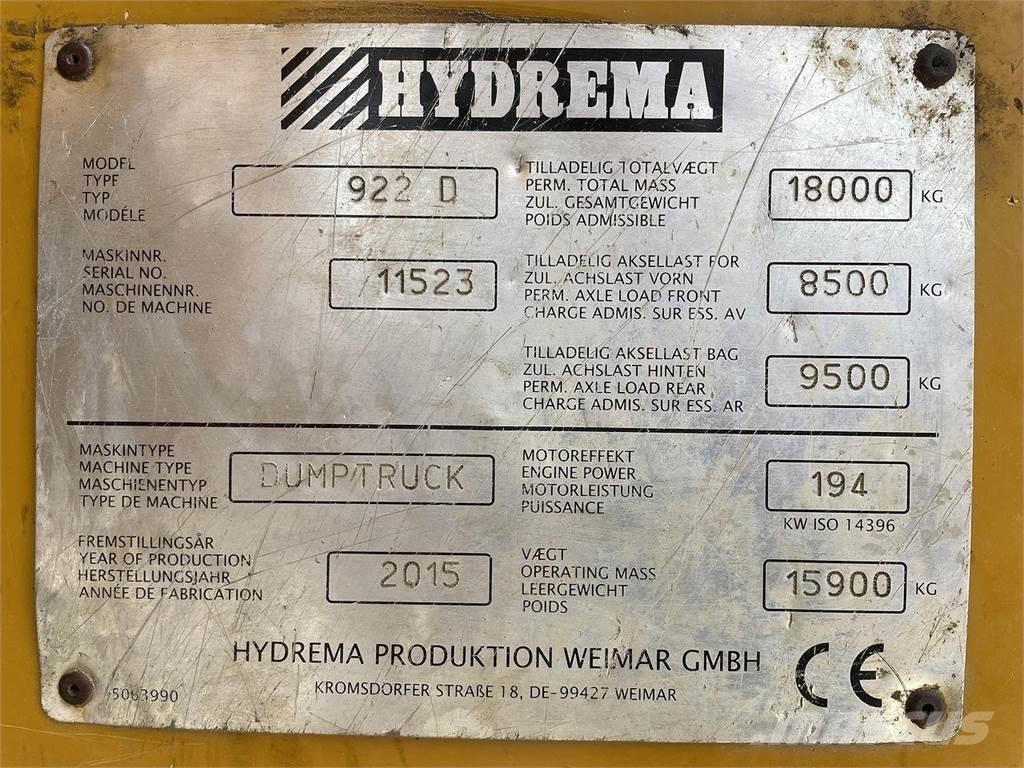 HYDREMA
MODEL
TYPE
TYP
MODÉLE
922 D
TILLADELIG TOTALVÆGT
PERM. TOTAL MASS
ZUL. GESAMTGEWICHT
POIDS ADMISSIBLE
18000 KG
MASKINNR.
SERIAL NO.
MASCHINENNR.
NO. DE MACHINE
11523
TILLADELIG AKSELLAST FOR
ZUL. ACHSLAST VORN
PERM. AXLE LOAD FRONT
CHARGE ADMIS. SUR ESS. AV
8500 KG
TILLADELIG AKSELLAST BAG
ZUL. ACHSLAST HINTEN
PERM. AXLE LOAD REAR
CHARGE ADMIS. SUR ESS. AR
9500 KG
MASKINTYPE
MACHINE TYPE
MASCHIENENTYP
TYPE DE MACHINE
DUMPTRUCK
MOTOREFFEKT
ENGINE POWER
MOTORLEISTUNG
PUISSANCE
194
KW ISO 14396
FREMSTILLINGSÅR
YEAR OF PRODUCTION
HERSTELLUNGSJAHR
ANNÉE DE FABRICATION
2015
VÆGT
OPERATING MASS
LEERGEWICHT
POIDS
15900 KG
HYDREMA PRODUKTION WEIMAR GMBH
KROMSDORFER STRAßE 18, DE-99427 WEIMAR
CE
5063990